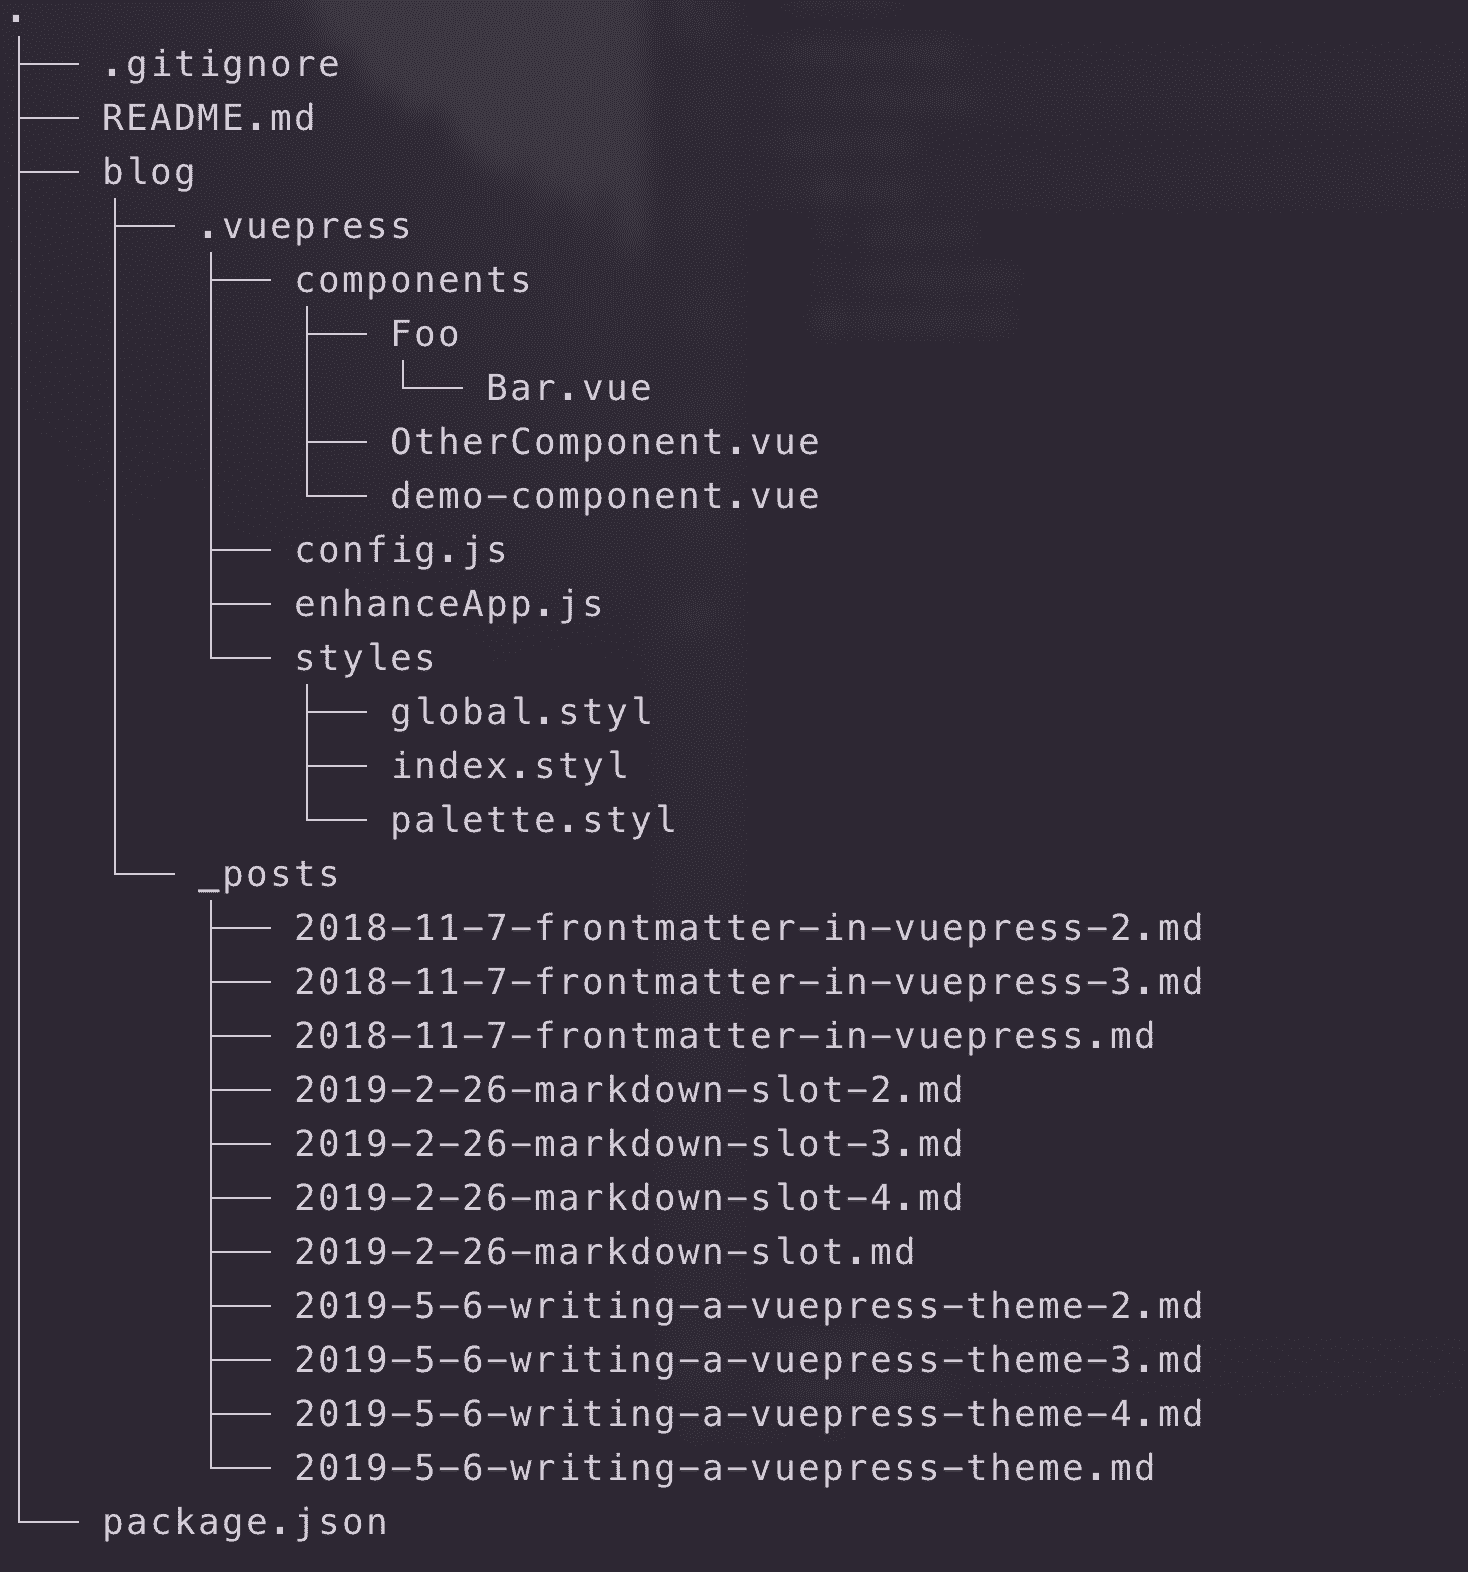 .
├── .gitignore
├── README.md
├── blog
│   ├── .vuepress
│   │   ├── components
│   │   │   ├── Foo
│   │   │   │   └── Bar.vue
│   │   │   ├── OtherComponent.vue
│   │   │   └── demo-component.vue
│   │   ├── config.js
│   │   ├── enhanceApp.js
│   │   └── styles
│   │       ├── global.styl
│   │       ├── index.styl
│   │       └── palette.styl
│   └── _posts
│       ├── 2018-11-7-frontmatter-in-vuepress-2.md
│       ├── 2018-11-7-frontmatter-in-vuepress-3.md
│       ├── 2018-11-7-frontmatter-in-vuepress.md
│       ├── 2019-2-26-markdown-slot-2.md
│       ├── 2019-2-26-markdown-slot-3.md
│       ├── 2019-2-26-markdown-slot-4.md
│       ├── 2019-2-26-markdown-slot.md
│       ├── 2019-5-6-writing-a-vuepress-theme-2.md
│       ├── 2019-5-6-writing-a-vuepress-theme-3.md
│       ├── 2019-5-6-writing-a-vuepress-theme-4.md
│       └── 2019-5-6-writing-a-vuepress-theme.md
└── package.json